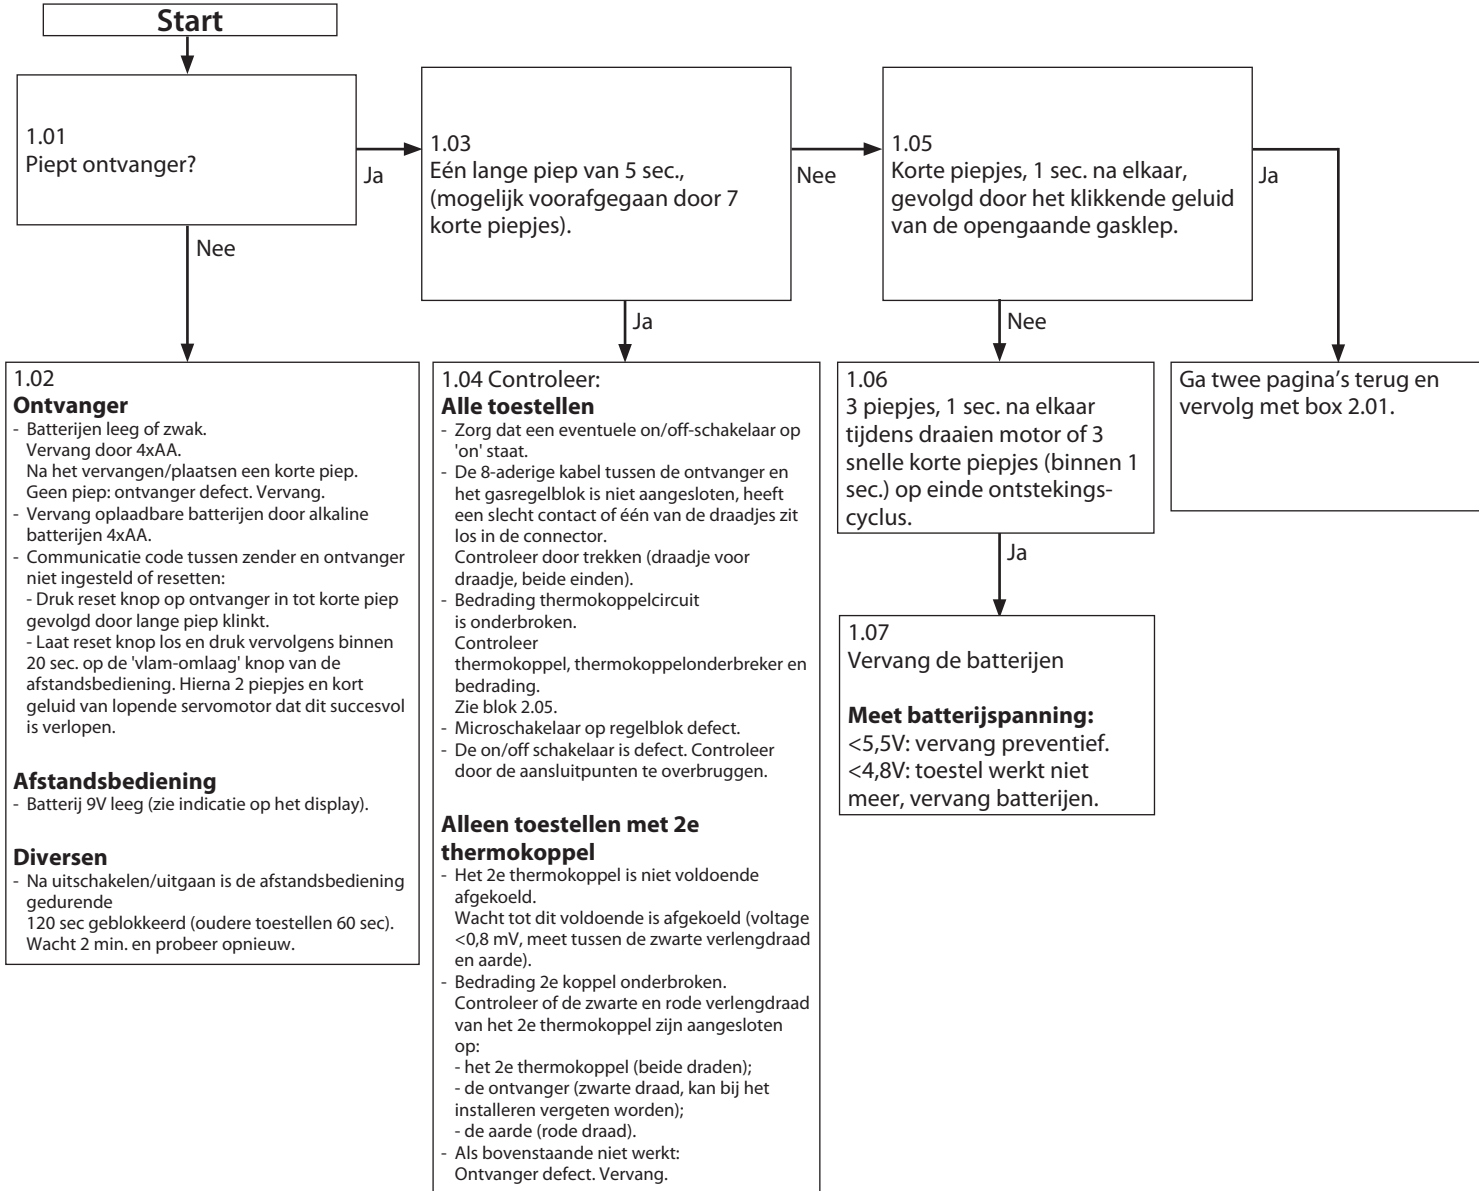 Start
1.01
Piept ontvanger?
Ja
Nee
1.03
Eén lange piep van 5 sec.,
(mogelijk voorafgegaan door 7
korte piepjes).
Nee
Ja
1.05
Korte piepjes, 1 sec. na elkaar,
gevolgd door het klikkende geluid
van de opengaande gasklep.
Ja
Nee
1.02
Ontvanger
- Batterijen leeg of zwak.
Vervang door 4xAA.
Na het vervangen/plaatsen een korte piep.
Geen piep: ontvanger defect. Vervang.
- Vervang oplaadbare batterijen door alkaline
batterijen 4xAA.
- Communicatie code tussen zender en ontvanger
niet ingesteld of resetten:
- Druk reset knop op ontvanger in tot korte piep
gevolgd door lange piep klinkt.
- Laat reset knop los en druk vervolgens binnen
20 sec. op de 'vlam-omlaag' knop van de
afstandsbediening. Hierna 2 piepjes en kort
geluid van lopende servomotor dat dit succesvol
is verlopen.
Afstandsbediening
- Batterij 9V leeg (zie indicatie op het display).
Diversen
- Na uitschakelen/uitgaan is de afstandsbediening
gedurende
120 sec geblokkeerd (oudere toestellen 60 sec).
Wacht 2 min. en probeer opnieuw.
1.04 Controleer:
Alle toestellen
- Zorg dat een eventuele on/off-schakelaar op
'on' staat.
- De 8-aderige kabel tussen de ontvanger en
het gasregelblok is niet aangesloten, heeft
een slecht contact of één van de draadjes zit
los in de connector.
Controleer door trekken (draadje voor
draadje, beide einden).
- Bedrading thermokoppelcircuit
is onderbroken.
Controleer
thermokoppel, thermokoppelonderbreker en
bedrading.
Zie blok 2.05.
- Microschakelaar op regelblok defect.
- De on/off schakelaar is defect. Controleer
door de aansluitpunten te overbruggen.
Alleen toestellen met 2e
thermokoppel
- Het 2e thermokoppel is niet voldoende
afgekoeld.
Wacht tot dit voldoende is afgekoeld (voltage
<0,8 mV, meet tussen de zwarte verlengdraad
en aarde).
- Bedrading 2e koppel onderbroken.
Controleer of de zwarte en rode verlengdraad
van het 2e thermokoppel zijn aangesloten
op:
- het 2e thermokoppel (beide draden);
- de ontvanger (zwarte draad, kan bij het
installeren vergeten worden);
- de aarde (rode draad).
- Als bovenstaande niet werkt:
Ontvanger defect. Vervang.
1.06
3 piepjes, 1 sec. na elkaar
tijdens draaien motor of 3
snelle korte piepjes (binnen 1
sec.) op einde ontstekings-
cyclus.
Ja
1.07
Vervang de batterijen
Meet batterijspanning:
<5,5V: vervang preventief.
<4,8V: toestel werkt niet
meer, vervang batterijen.
Ga twee pagina's terug en
vervolg met box 2.01.